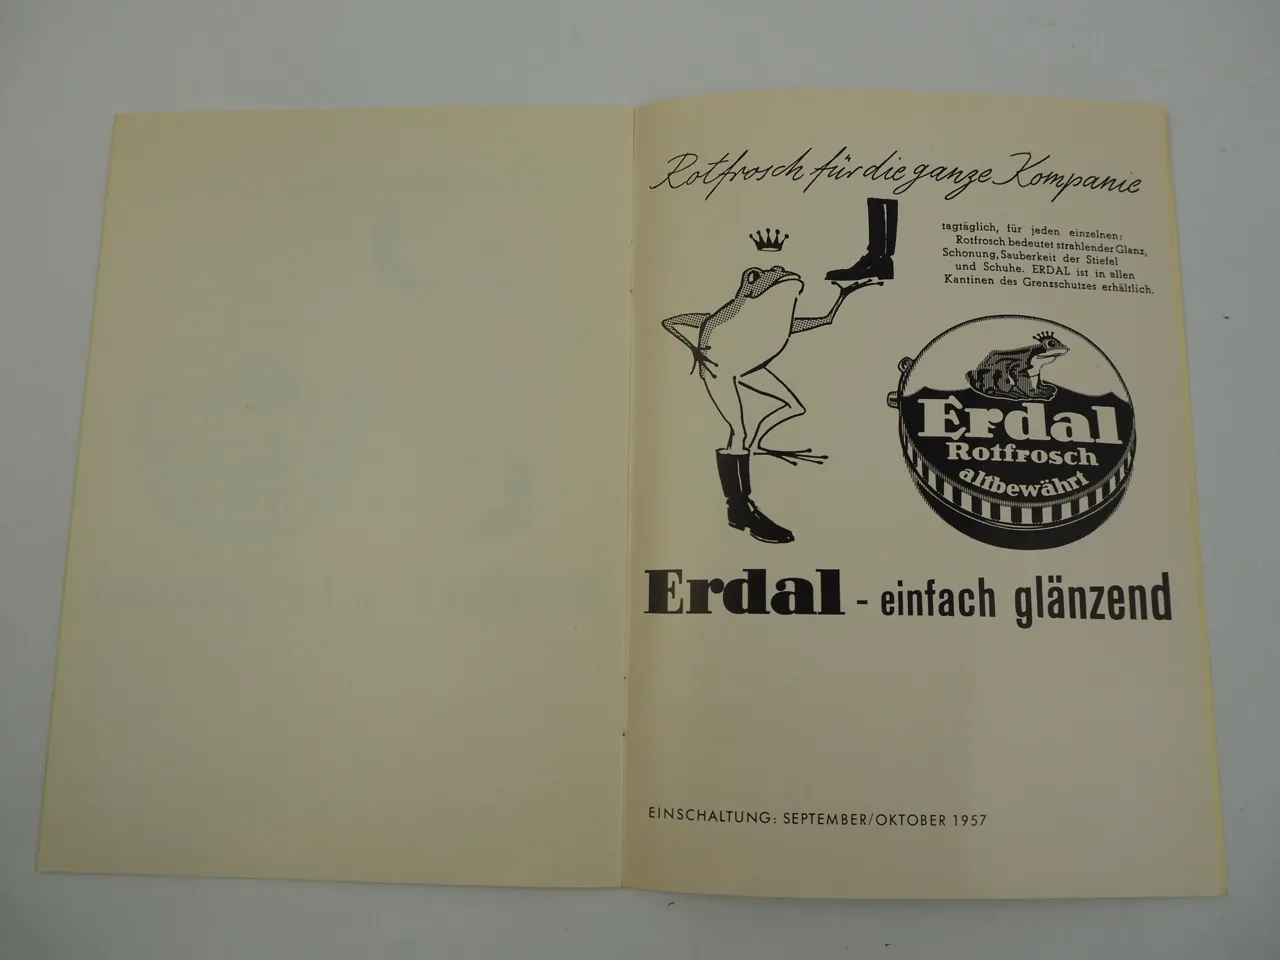 Rotfrosch für die ganze Kompanie
tagtäglich, für jeden einzelnen:
Rotfrosch bedeutet strahlender Glanz,
Schonung, Sauberkeit der Stiefel
und Schuhe. ERDAL ist in allen
Kantinen des Grenzschutzes erhältlich.
Erdal
Rotfrosch
altbewährt
Erdal - einfach glänzend
EINSCHALTUNG: SEPTEMBER/OKTOBER 1957